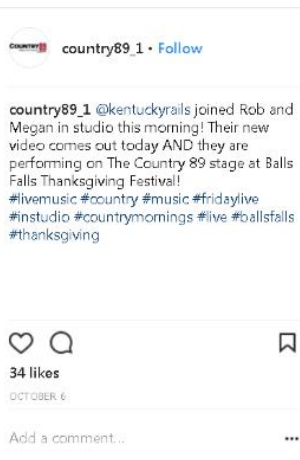 COUNTRY
country89_1 • Follow
country89_1 @kentuckyrails joined Rob and
Megan in studio this morning! Their new
video comes out today AND they are
performing on The Country 89 stage at Balls
Falls Thanksgiving Festival!
#livemusic #country #music #fridaylive
#instudio #countrymornings #live #ballsfalls
#thanksgiving
34 likes
OCTOBER 6
Add a comment...